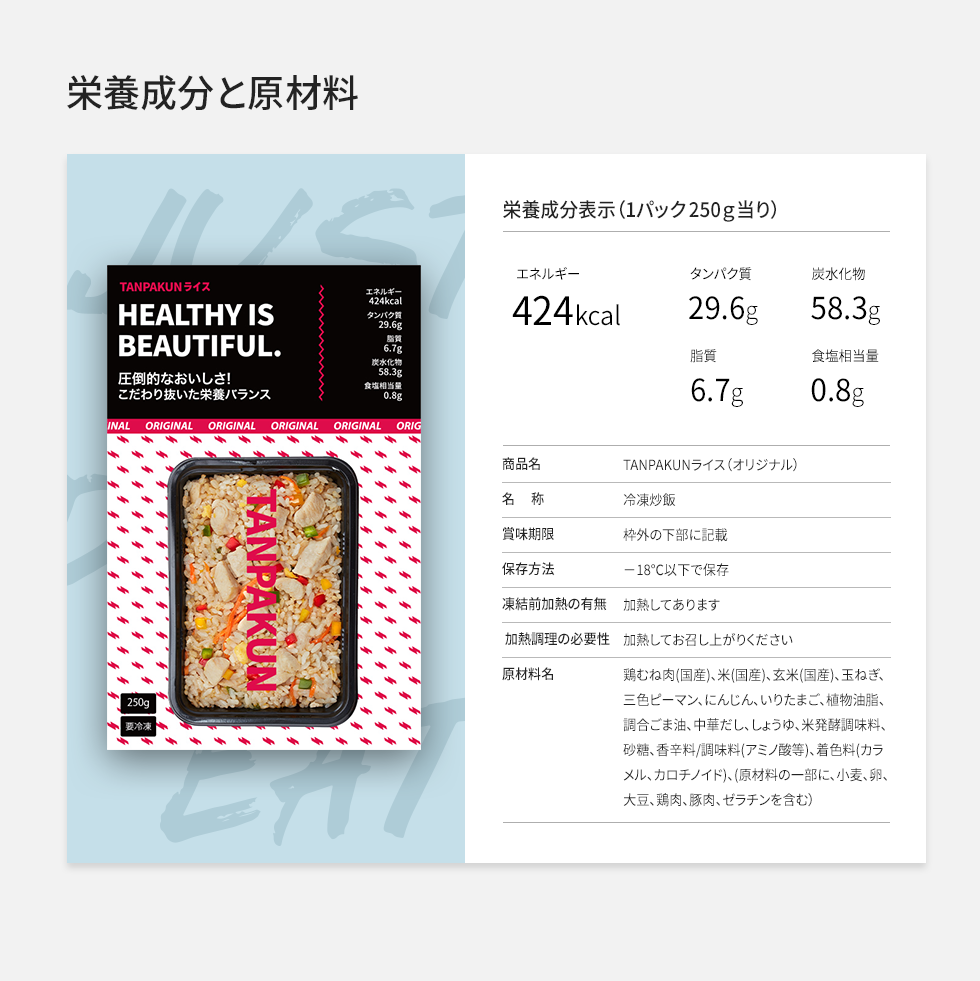 栄養成分と原材料
JUST
EAT
TANPAKUNライス
HEALTHY IS
BEAUTIFUL.
圧倒的なおいしさ!
こだわり抜いた栄養バランス
エネルギー
424kcal
タンパク質
29.6g
脂質
6.7g
炭水化物
58.3g
食塩相当量
0.8g
INAL ORIGINAL ORIGINAL ORIGINAL ORIGINAL ORIG
TANPAKUN
250g
要冷凍
栄養成分表示(1パック250g当り)
エネルギー
424kcal
タンパク質
29.6g
炭水化物
58.3g
脂質
6.7g
食塩相当量
0.8g
商品名 TANPAKUNライス(オリジナル)
名 称 冷凍炒飯
賞味期限 枠外の下部に記載
保存方法 −18℃以下で保存
凍結前加熱の有無 加熱してあります
加熱調理の必要性 加熱してお召し上がりください
原材料名 鶏むね肉(国産)、米(国産)、玄米(国産)、玉ねぎ、
三色ピーマン、にんじん、いりたまご、植物油脂、
調合ごま油、中華だし、しょうゆ、米発酵調味料、
砂糖、香辛料/調味料(アミノ酸等)、着色料(カラ
メル、カロチノイド)、(原材料の一部に、小麦、卵、
大豆、鶏肉、豚肉、ゼラチンを含む)